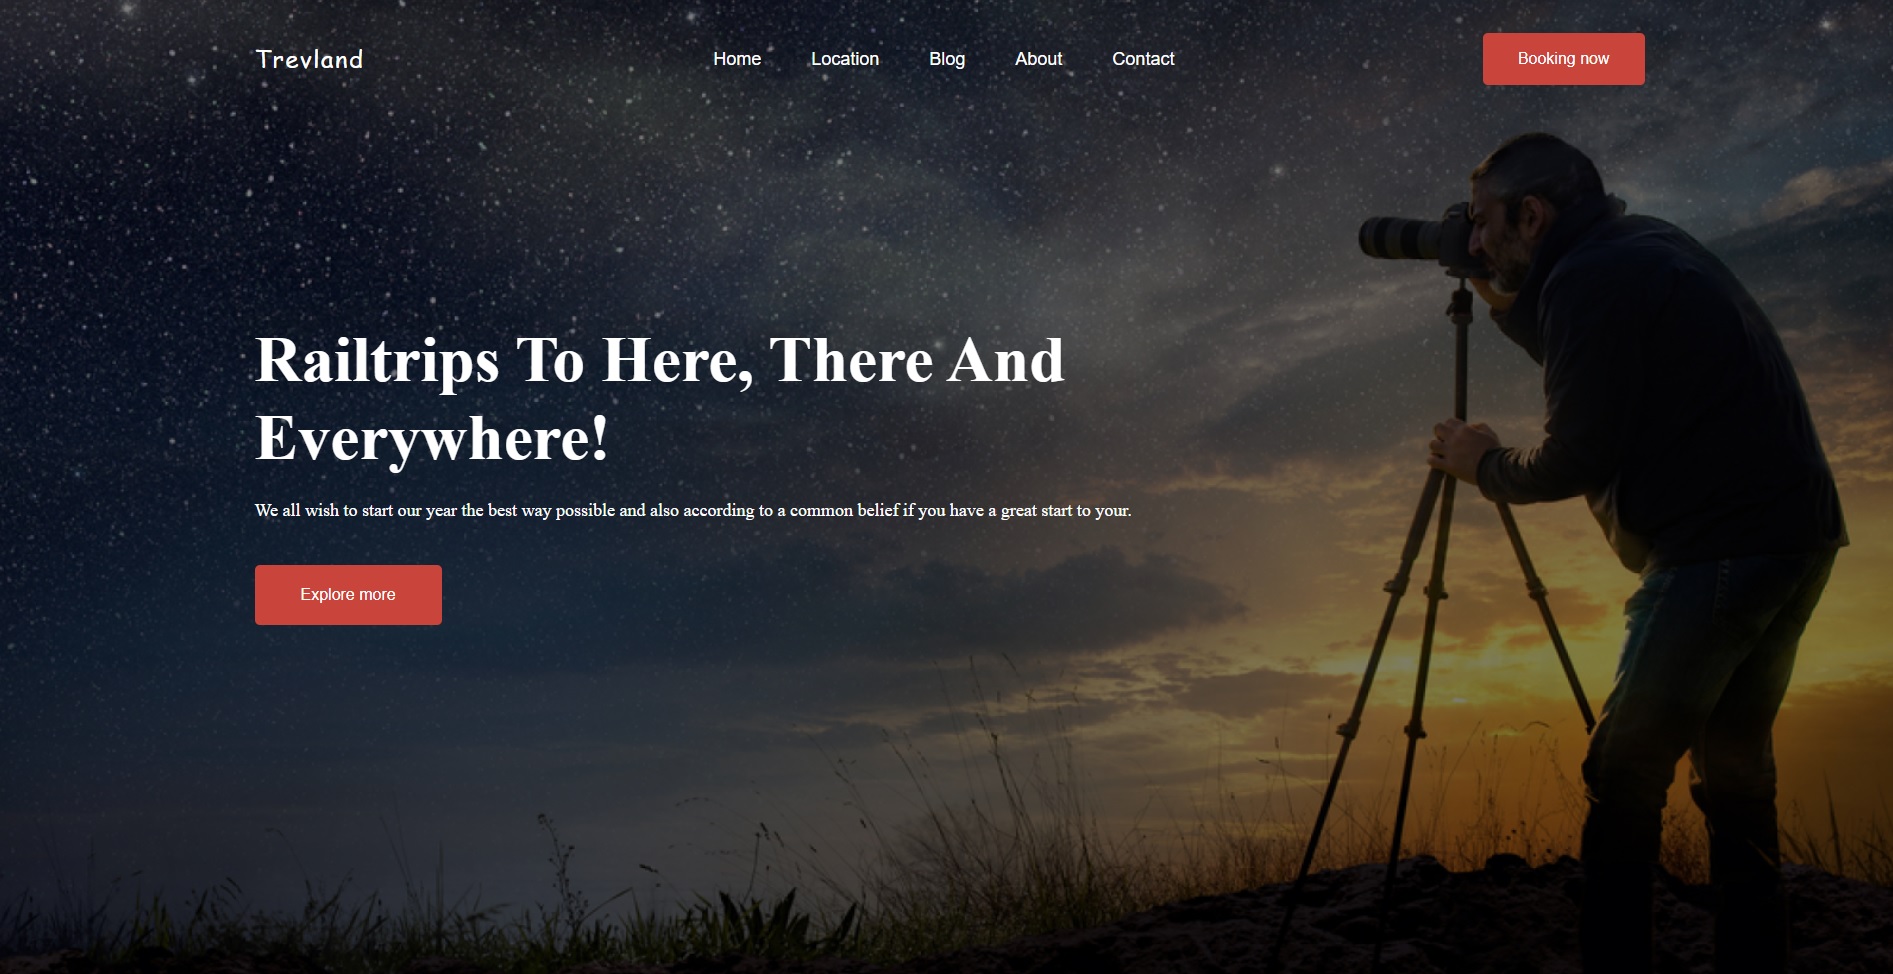 Trevland
Home
Location
Blog
About
Contact
Booking now
Railtrips To Here, There And
Everywhere!
We all wish to start our year the best way possible and also according to a common belief if you have a great start to your.
Explore more